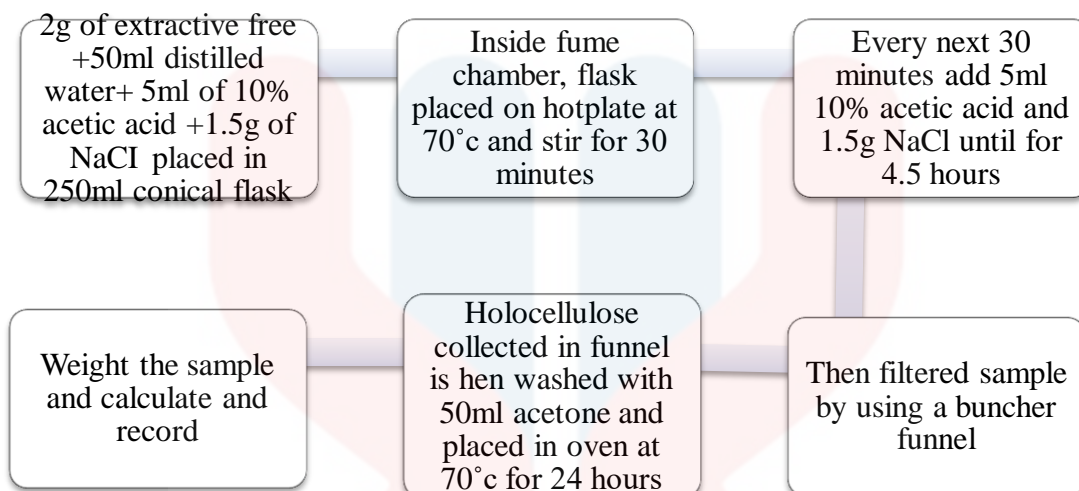 2g of extractive free
+50ml distilled
water+ 5ml of 10%
acetic acid +1.5g of
NaCI placed in
250ml conical flask
Inside fume
chamber, flask
placed on hotplate at
70˚c and stir for 30
minutes
Every next 30
minutes add 5ml
10% acetic acid and
1.5g NaCl until for
4.5 hours
Then filtered sample
by using a buncher
funnel
Holocellulose
collected in funnel
is hen washed with
50ml acetone and
placed in oven at
70˚c for 24 hours
Weight the sample
and calculate and
record